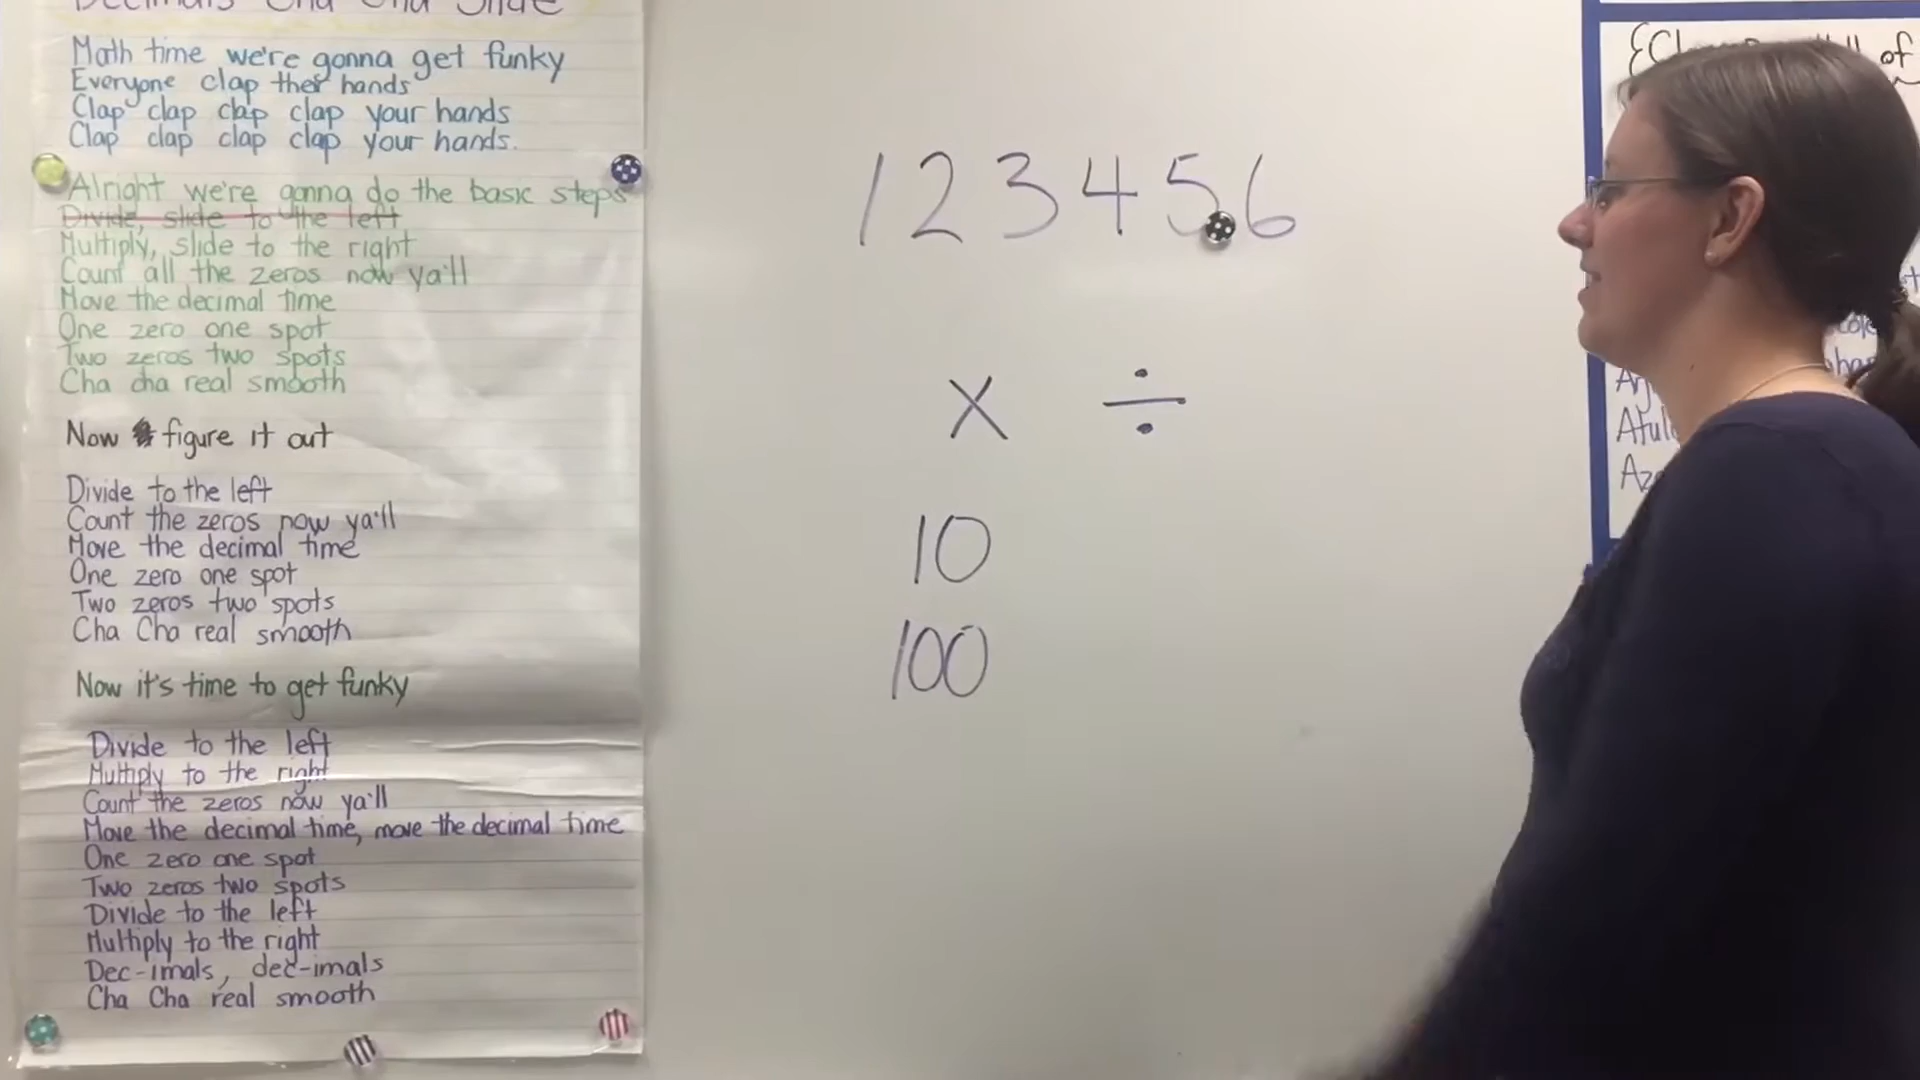 Decimals Cha Cha Slide
Math time we're gonna get funky
Everyone clap their hands
Clap clap clap clap your hands
Clap clap clap clap your hands.
Alright we're gonna do the basic steps
Divide, slide to the left
Multiply, slide to the right
Count all the zeros now ya'll
Move the decimal time
One zero one spot
Two zeros two spots
Cha cha real smooth
Now figure it out
Divide to the left
Count the zeros now ya'll
Move the decimal time
One zero one spot
Two zeros two spots
Cha Cha real smooth
Now it's time to get funky
Divide to the left
Multiply to the right
Count the zeros now ya'll
Move the decimal time, move the decimal time
One zero one spot
Two zeros two spots
Divide to the left
Multiply to the right
Dec-imals, dec-imals
Cha Cha real smooth
1 2 3 4 5 6
x ÷
10
100
of